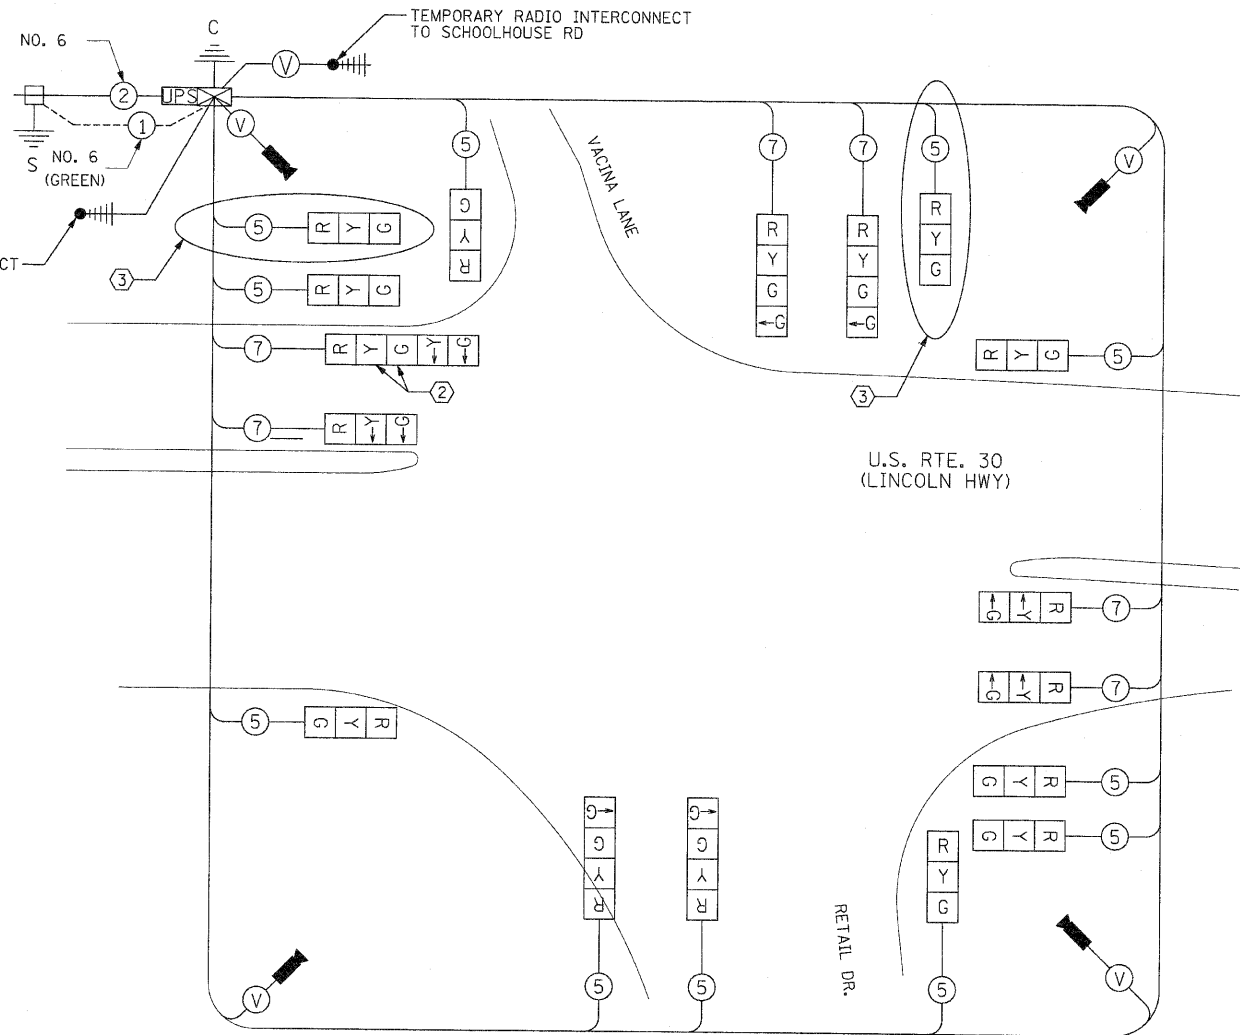 TEMPORARY RADIO INTERCONNECT
TO SCHOOLHOUSE RD
C
NO. 6
V
2
UPS
1
V
S
NO. 6
(GREEN)
5
7
7
5
V
VACINA LANE
G Y R
R Y G ←G
R Y G ←G
R Y G
5
R Y G
CT
3
5
R Y G
7
R Y G ←Y ←G
2
R Y G
5
3
7
R ←Y ←G
U.S. RTE. 30
(LINCOLN HWY)
←G ←Y R
7
←G ←Y R
7
5
G Y R
G Y R
5
G Y R
5
←G G Y R
←G G Y R
R Y G
RETAIL DR.
V
5
5
5
V